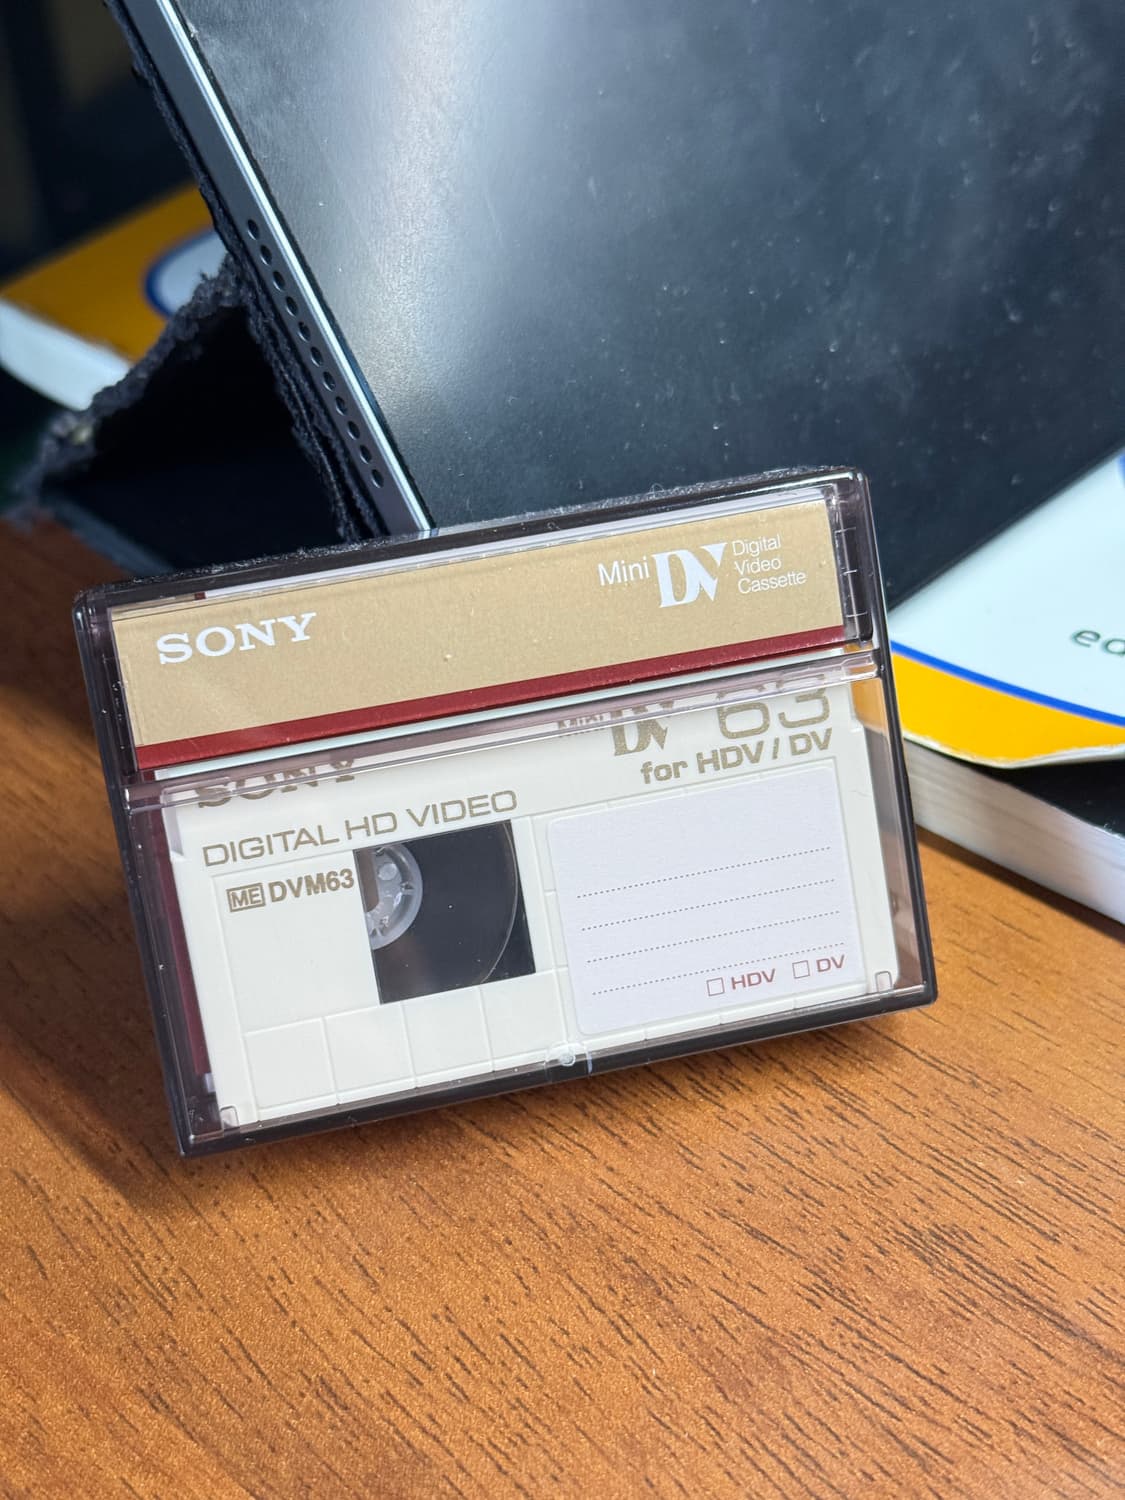 SONY
Mini DV Digital
Video
Cassette
SONY
Mini DV 63
for HDV / DV
DIGITAL HD VIDEO
ME DVM63
HDV DV